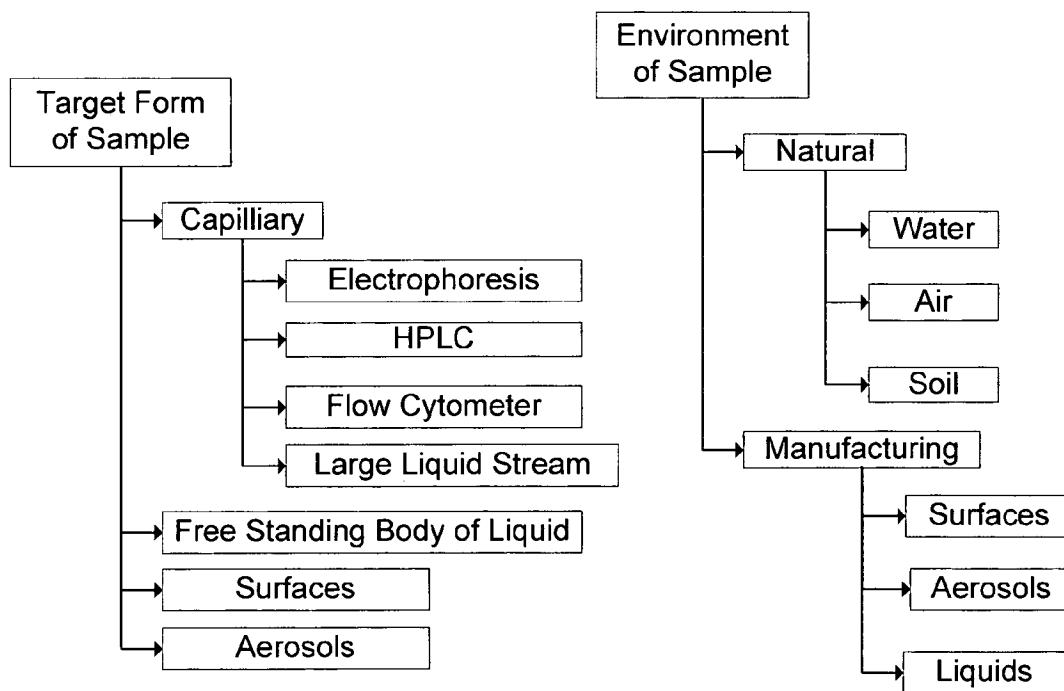 Target Form
of Sample
Capilliary
Electrophoresis
HPLC
Flow Cytometer
Large Liquid Stream
Free Standing Body of Liquid
Surfaces
Aerosols
Environment
of Sample
Natural
Water
Air
Soil
Manufacturing
Surfaces
Aerosols
Liquids